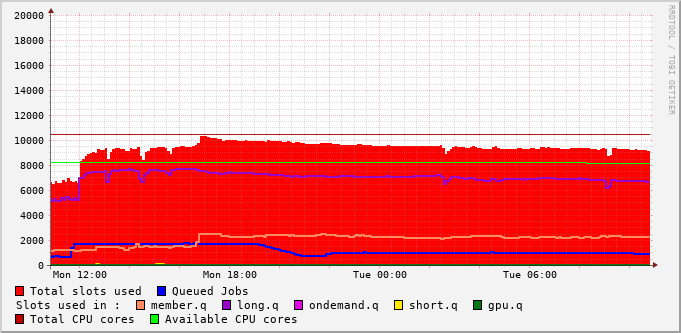 20000
18000
16000
14000
12000
10000
8000
6000
4000
2000
0
Mon 12:00 Mon 18:00 Tue 00:00 Tue 06:00
Total slots used Queued Jobs
Slots used in : member.q long.q ondemand.q short.q gpu.q
Total CPU cores Available CPU cores
RRDTOOL / TOBI OETIKER